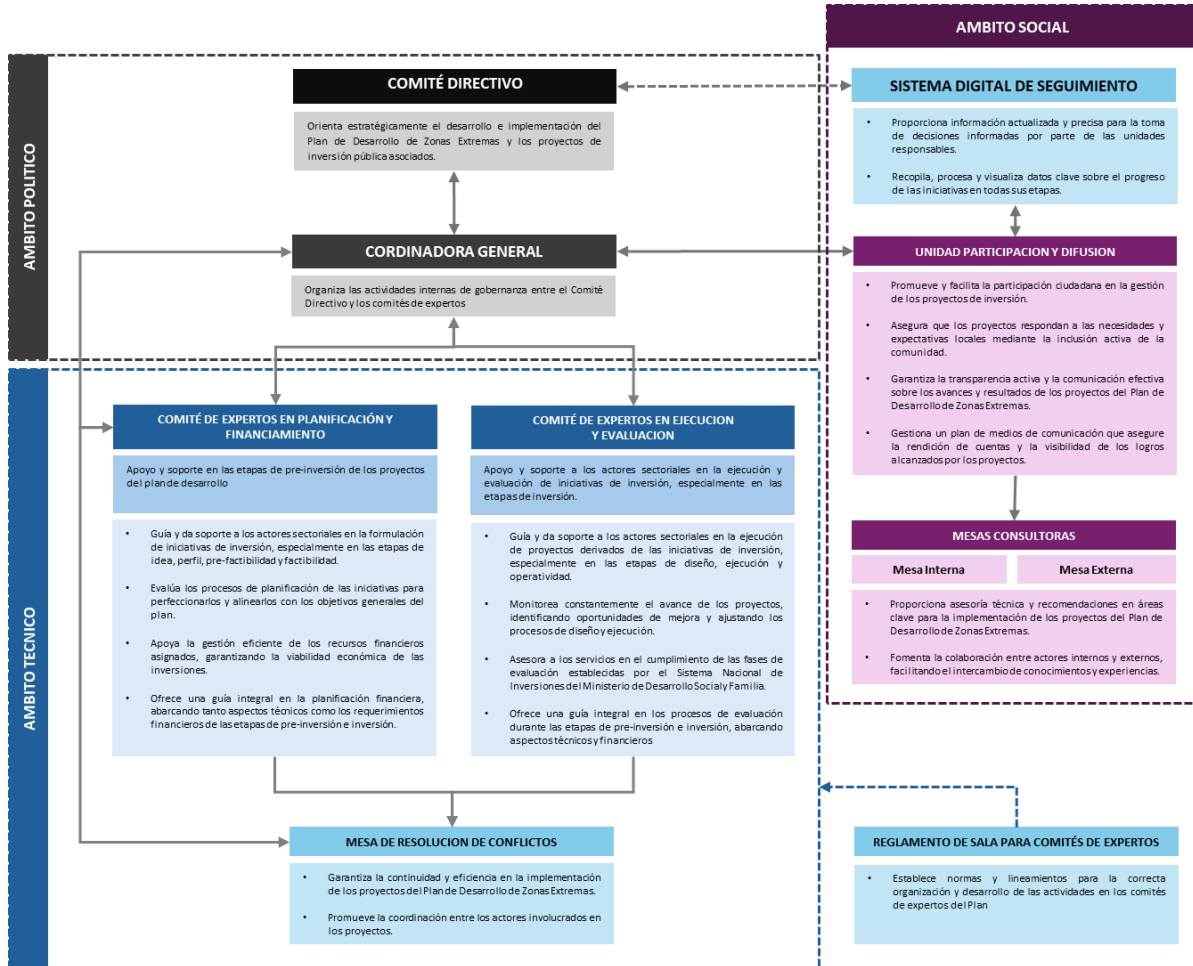 AMBITO SOCIAL
AMBITO POLITICO
COMITÉ DIRECTIVO
Orienta estratégicamente el desarrollo e implementación del
Plan de Desarrollo de Zonas Extremas y los proyectos de
inversión pública asociados.
CORDINADORA GENERAL
Organiza las actividades internas de gobernanza entre el Comité
Directivo y los comités de expertos
SISTEMA DIGITAL DE SEGUIMIENTO
• Proporciona información actualizada y precisa para la toma
de decisiones informadas por parte de las unidades
responsables.
• Recopila, procesa y visualiza datos clave sobre el progreso
de las iniciativas en todas sus etapas.
UNIDAD PARTICIPACION Y DIFUSION
• Promueve y facilita la participación ciudadana en la gestión
de los proyectos de inversión.
• Asegura que los proyectos respondan a las necesidades y
expectativas locales mediante la inclusión activa de la
comunidad.
• Garantiza la transparencia activa y la comunicación efectiva
sobre los avances y resultados de los proyectos del Plan de
Desarrollo de Zonas Extremas.
• Gestiona un plan de medios de comunicación que asegure
la rendición de cuentas y la visibilidad de los logros
alcanzados por los proyectos.
MESAS CONSULTORAS
Mesa Interna
Mesa Externa
• Proporciona asesoría técnica y recomendaciones en áreas
clave para la implementación de los proyectos del Plan de
Desarrollo de Zonas Extremas.
• Fomenta la colaboración entre actores internos y externos,
facilitando el intercambio de conocimientos y experiencias.
AMBITO TECNICO
COMITÉ DE EXPERTOS EN PLANIFICACIÓN Y
FINANCIAMIENTO
Apoyo y soporte en las etapas de pre-inversión de los proyectos
del plan de desarrollo
• Guía y da soporte a los actores sectoriales en la formulación
de iniciativas de inversión, especialmente en las etapas de
idea, perfil, pre-factibilidad y factibilidad.
• Evalúa los procesos de planificación de las iniciativas para
perfeccionarlos y alinearlos con los objetivos generales del
plan.
• Apoya la gestión eficiente de los recursos financieros
asignados, garantizando la viabilidad económica de las
inversiones.
• Ofrece una guía integral en la planificación financiera,
abarcando tanto aspectos técnicos como los requerimientos
financieros de las etapas de pre-inversión e inversión.
COMITÉ DE EXPERTOS EN EJECUCION
Y EVALUACION
Apoyo y soporte a los actores sectoriales en la ejecución y
evaluación de iniciativas de inversión, especialmente en las
etapas de inversión.
• Guía y da soporte a los actores sectoriales en la ejecución
de proyectos derivados de las iniciativas de inversión,
especialmente en las etapas de diseño, ejecución y
operatividad.
• Monitorea constantemente el avance de los proyectos,
identificando oportunidades de mejora y ajustando los
procesos de diseño y ejecución.
• Asesora a los servicios en el cumplimiento de las fases de
evaluación establecidas por el Sistema Nacional de
Inversiones del Ministerio de Desarrollo Social y Familia.
• Ofrece una guía integral en los procesos de evaluación
durante las etapas de pre-inversión e inversión, abarcando
aspectos técnicos y financieros
MESA DE RESOLUCION DE CONFLICTOS
• Garantiza la continuidad y eficiencia en la implementación
de los proyectos del Plan de Desarrollo de Zonas Extremas.
• Promueve la coordinación entre los actores involucrados en
los proyectos.
REGLAMENTO DE SALA PARA COMITÉS DE EXPERTOS
• Establece normas y lineamientos para la correcta
organización y desarrollo de las actividades en los comités
de expertos del Plan